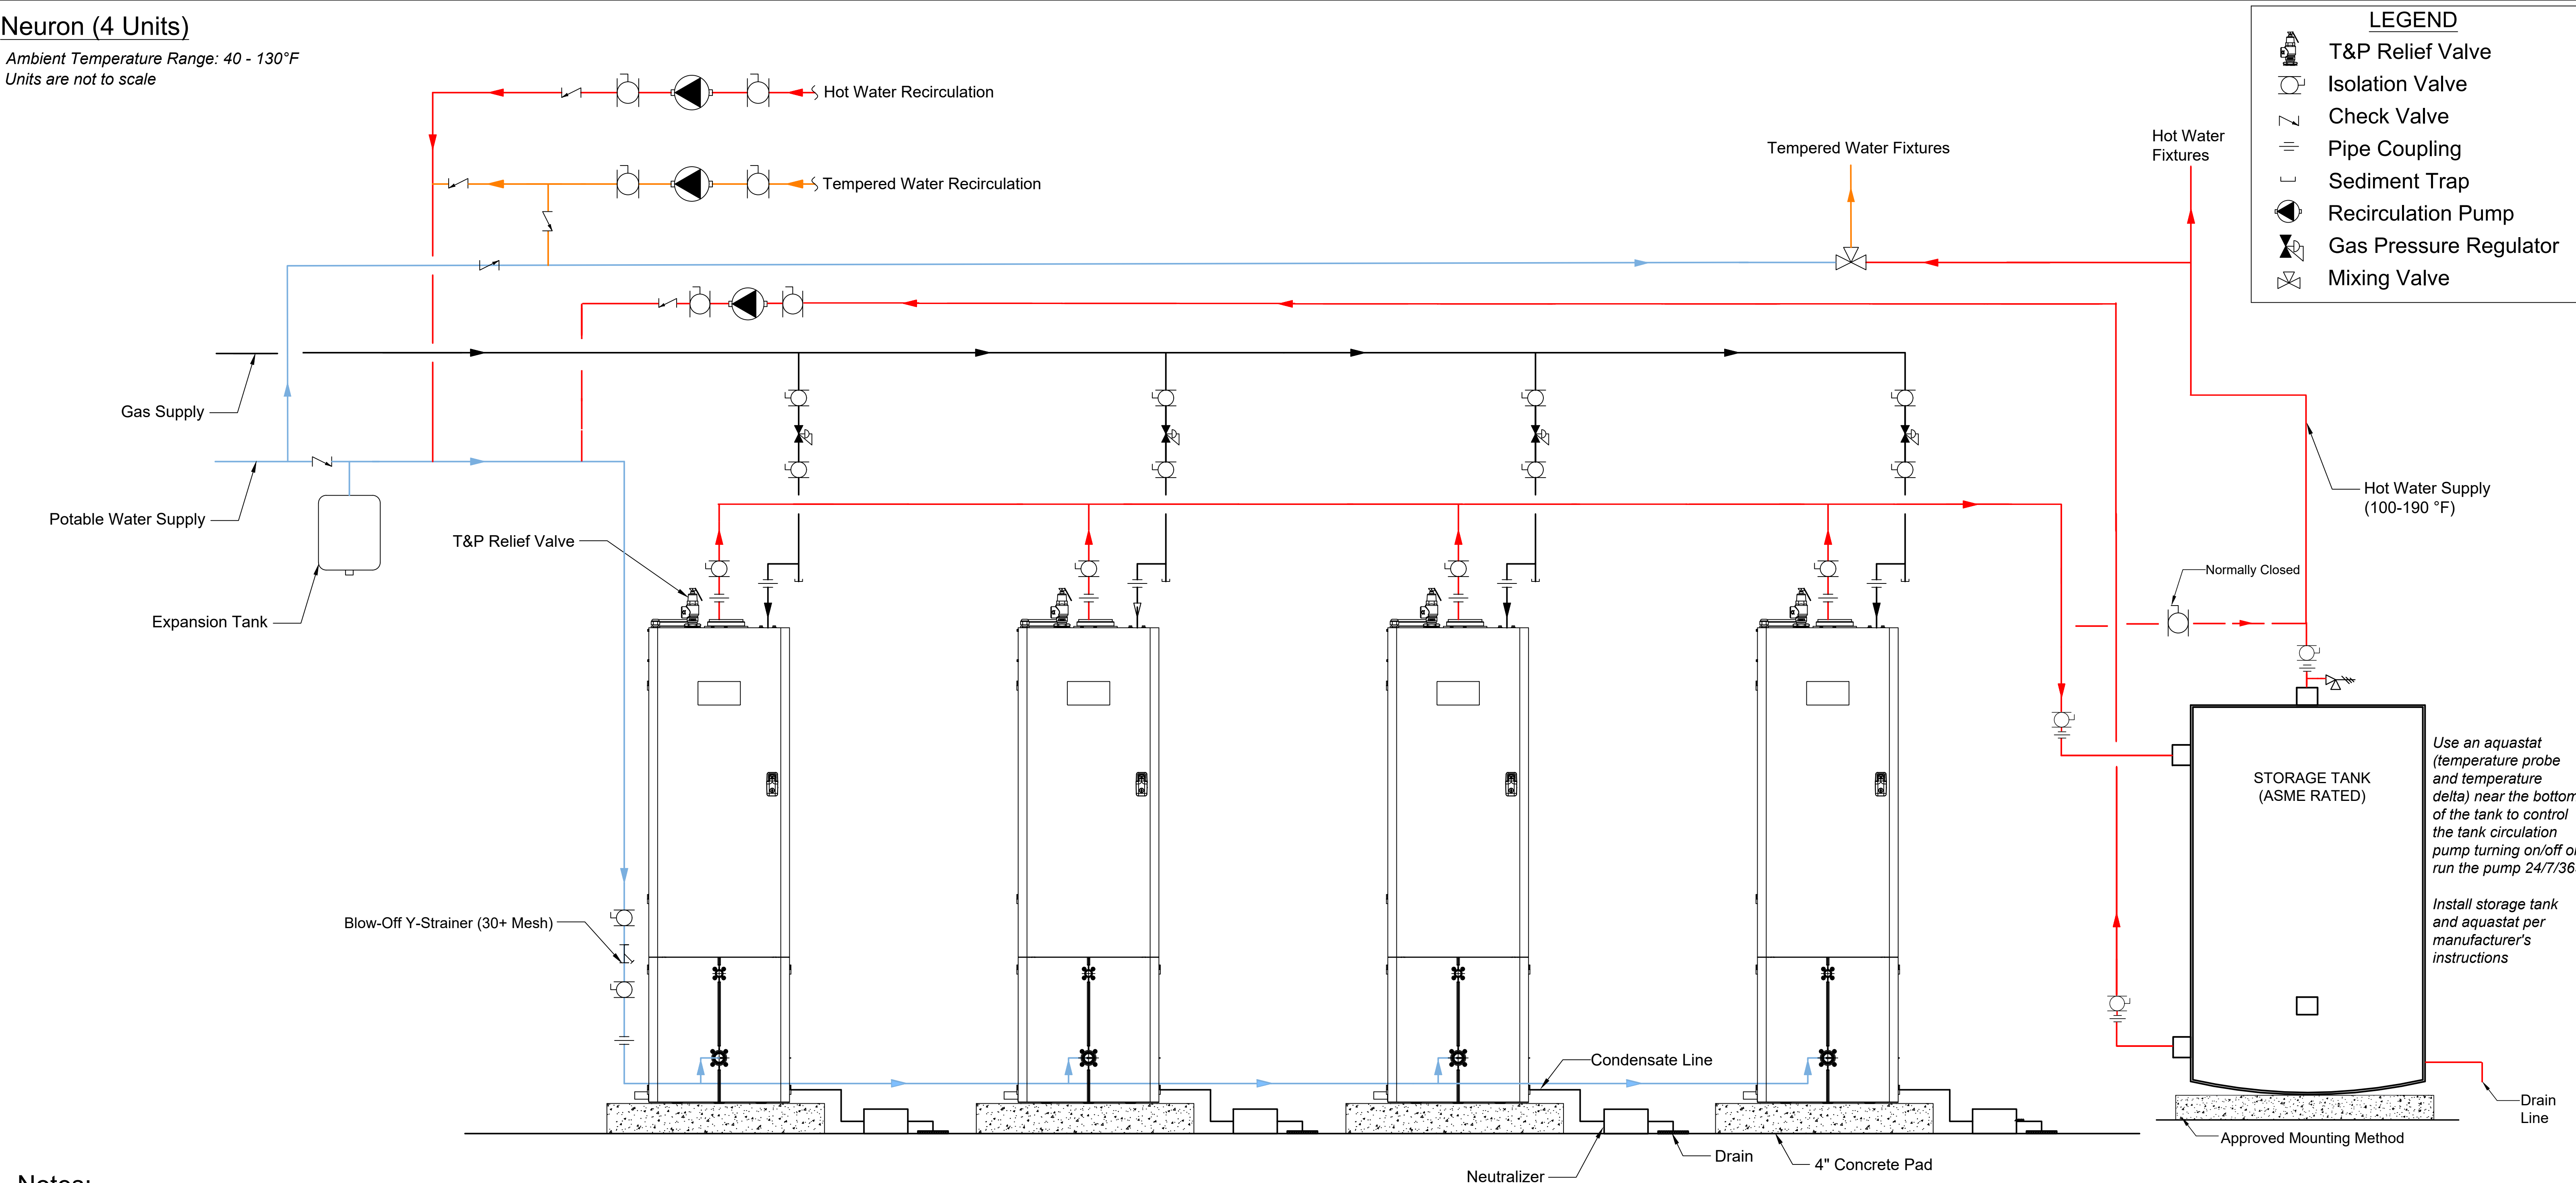 Neuron (4 Units)
Ambient Temperature Range: 40 - 130°F
Units are not to scale
Hot Water Recirculation
Tempered Water Recirculation
Tempered Water Fixtures
Hot Water
Fixtures
LEGEND
T&P Relief Valve
Isolation Valve
Check Valve
Pipe Coupling
Sediment Trap
Recirculation Pump
Gas Pressure Regulator
Mixing Valve
Gas Supply
Potable Water Supply
Expansion Tank
T&P Relief Valve
Hot Water Supply
(100-190 °F)
Normally Closed
STORAGE TANK
(ASME RATED)
Use an aquastat
(temperature probe
and temperature
delta) near the bottom
of the tank to control
the tank circulation
pump turning on/off or
run the pump 24/7/36
Install storage tank
and aquastat per
manufacturer's
instructions
Blow-Off Y-Strainer (30+ Mesh)
Condensate Line
Neutralizer
Drain
4" Concrete Pad
Approved Mounting Method
Drain
Line
Notes: